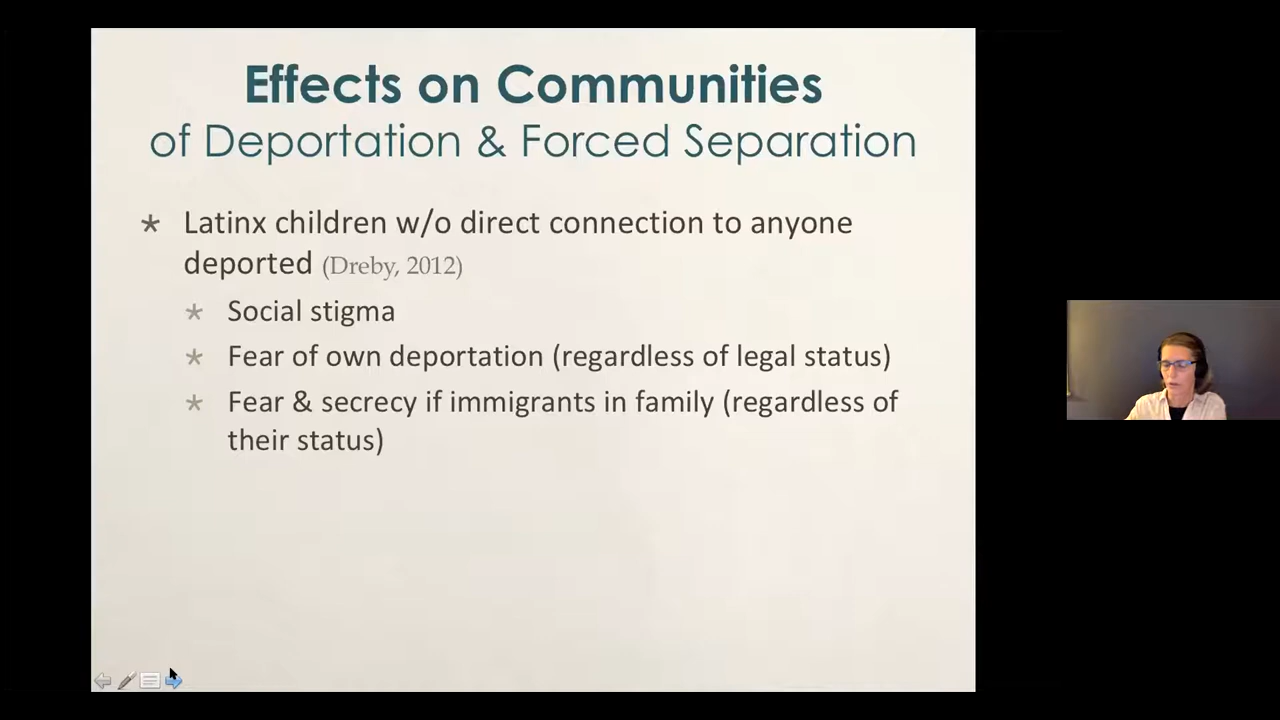 Effects on Communities
of Deportation & Forced Separation
* Latinx children w/o direct connection to anyone
deported (Dreby, 2012)
* Social stigma
* Fear of own deportation (regardless of legal status)
* Fear & secrecy if immigrants in family (regardless of
their status)